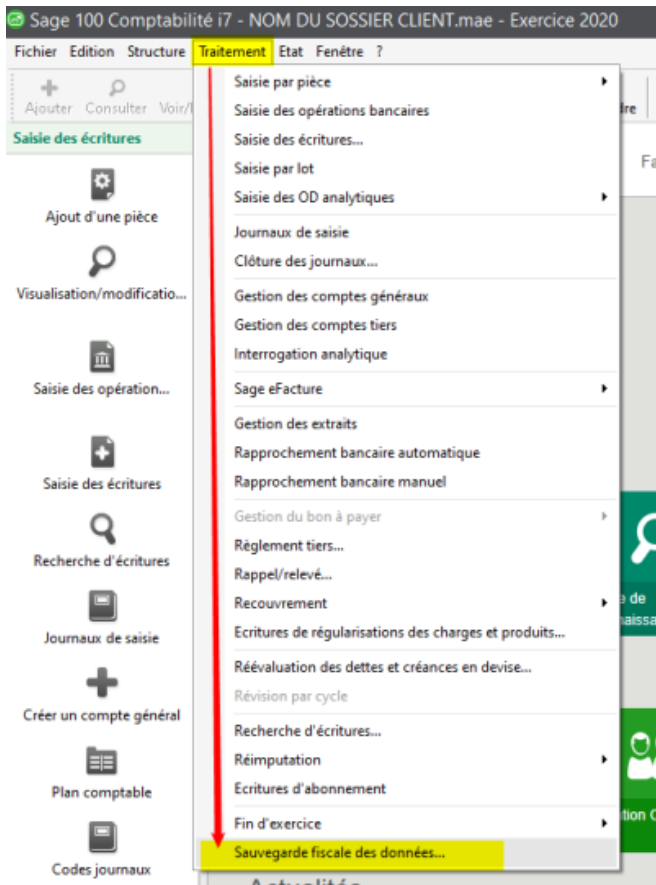 Sage 100 Comptabilité i7 - NOM DU SOSSIER CLIENT.mae - Exercice 2020
Fichier Edition Structure Traitement Etat Fenêtre ?
Ajouter Consulter
Saisie des écritures
Ajout d'une pièce
Visualisation/modificatio...
Saisie des opération...
Saisie des écritures
Recherche d'écritures
Journaux de saisie
Créer un compte général
Plan comptable
Codes journaux
Saisie par pièce
Saisie des opérations bancaires
Saisie des écritures...
Saisie par lot
Saisie des OD analytiques
Journaux de saisie
Clôture des journaux...
Gestion des comptes généraux
Gestion des comptes tiers
Interrogation analytique
Sage eFacture
Gestion des extraits
Rapprochement bancaire automatique
Rapprochement bancaire manuel
Gestion du bon à payer
Règlement tiers...
Rappel/relevé...
Recouvrement
Ecritures de régularisations des charges et produits...
Réévaluation des dettes et créances en devise...
Révision par cycle
Recherche d'écritures...
Réimputation
Ecritures d'abonnement
Fin d'exercice
Sauvegarde fiscale des données...